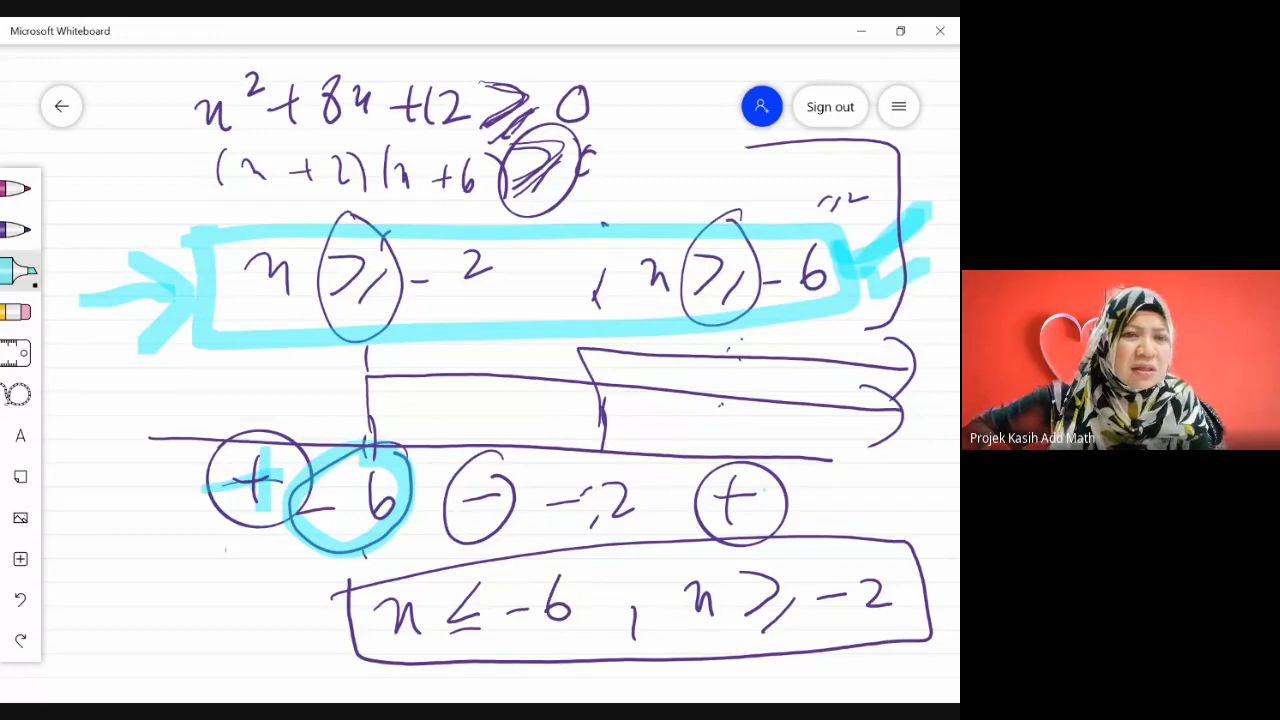 Microsoft Whiteboard
x² + 8x + 12 ≥ 0
Sign out
(x + 2)(x + 6) ≥
x ≥ -2 , x ≥ -6
+ -6 - -2 +
x ≤ -6 , x ≥ -2
A
Projek Kasih Add Math